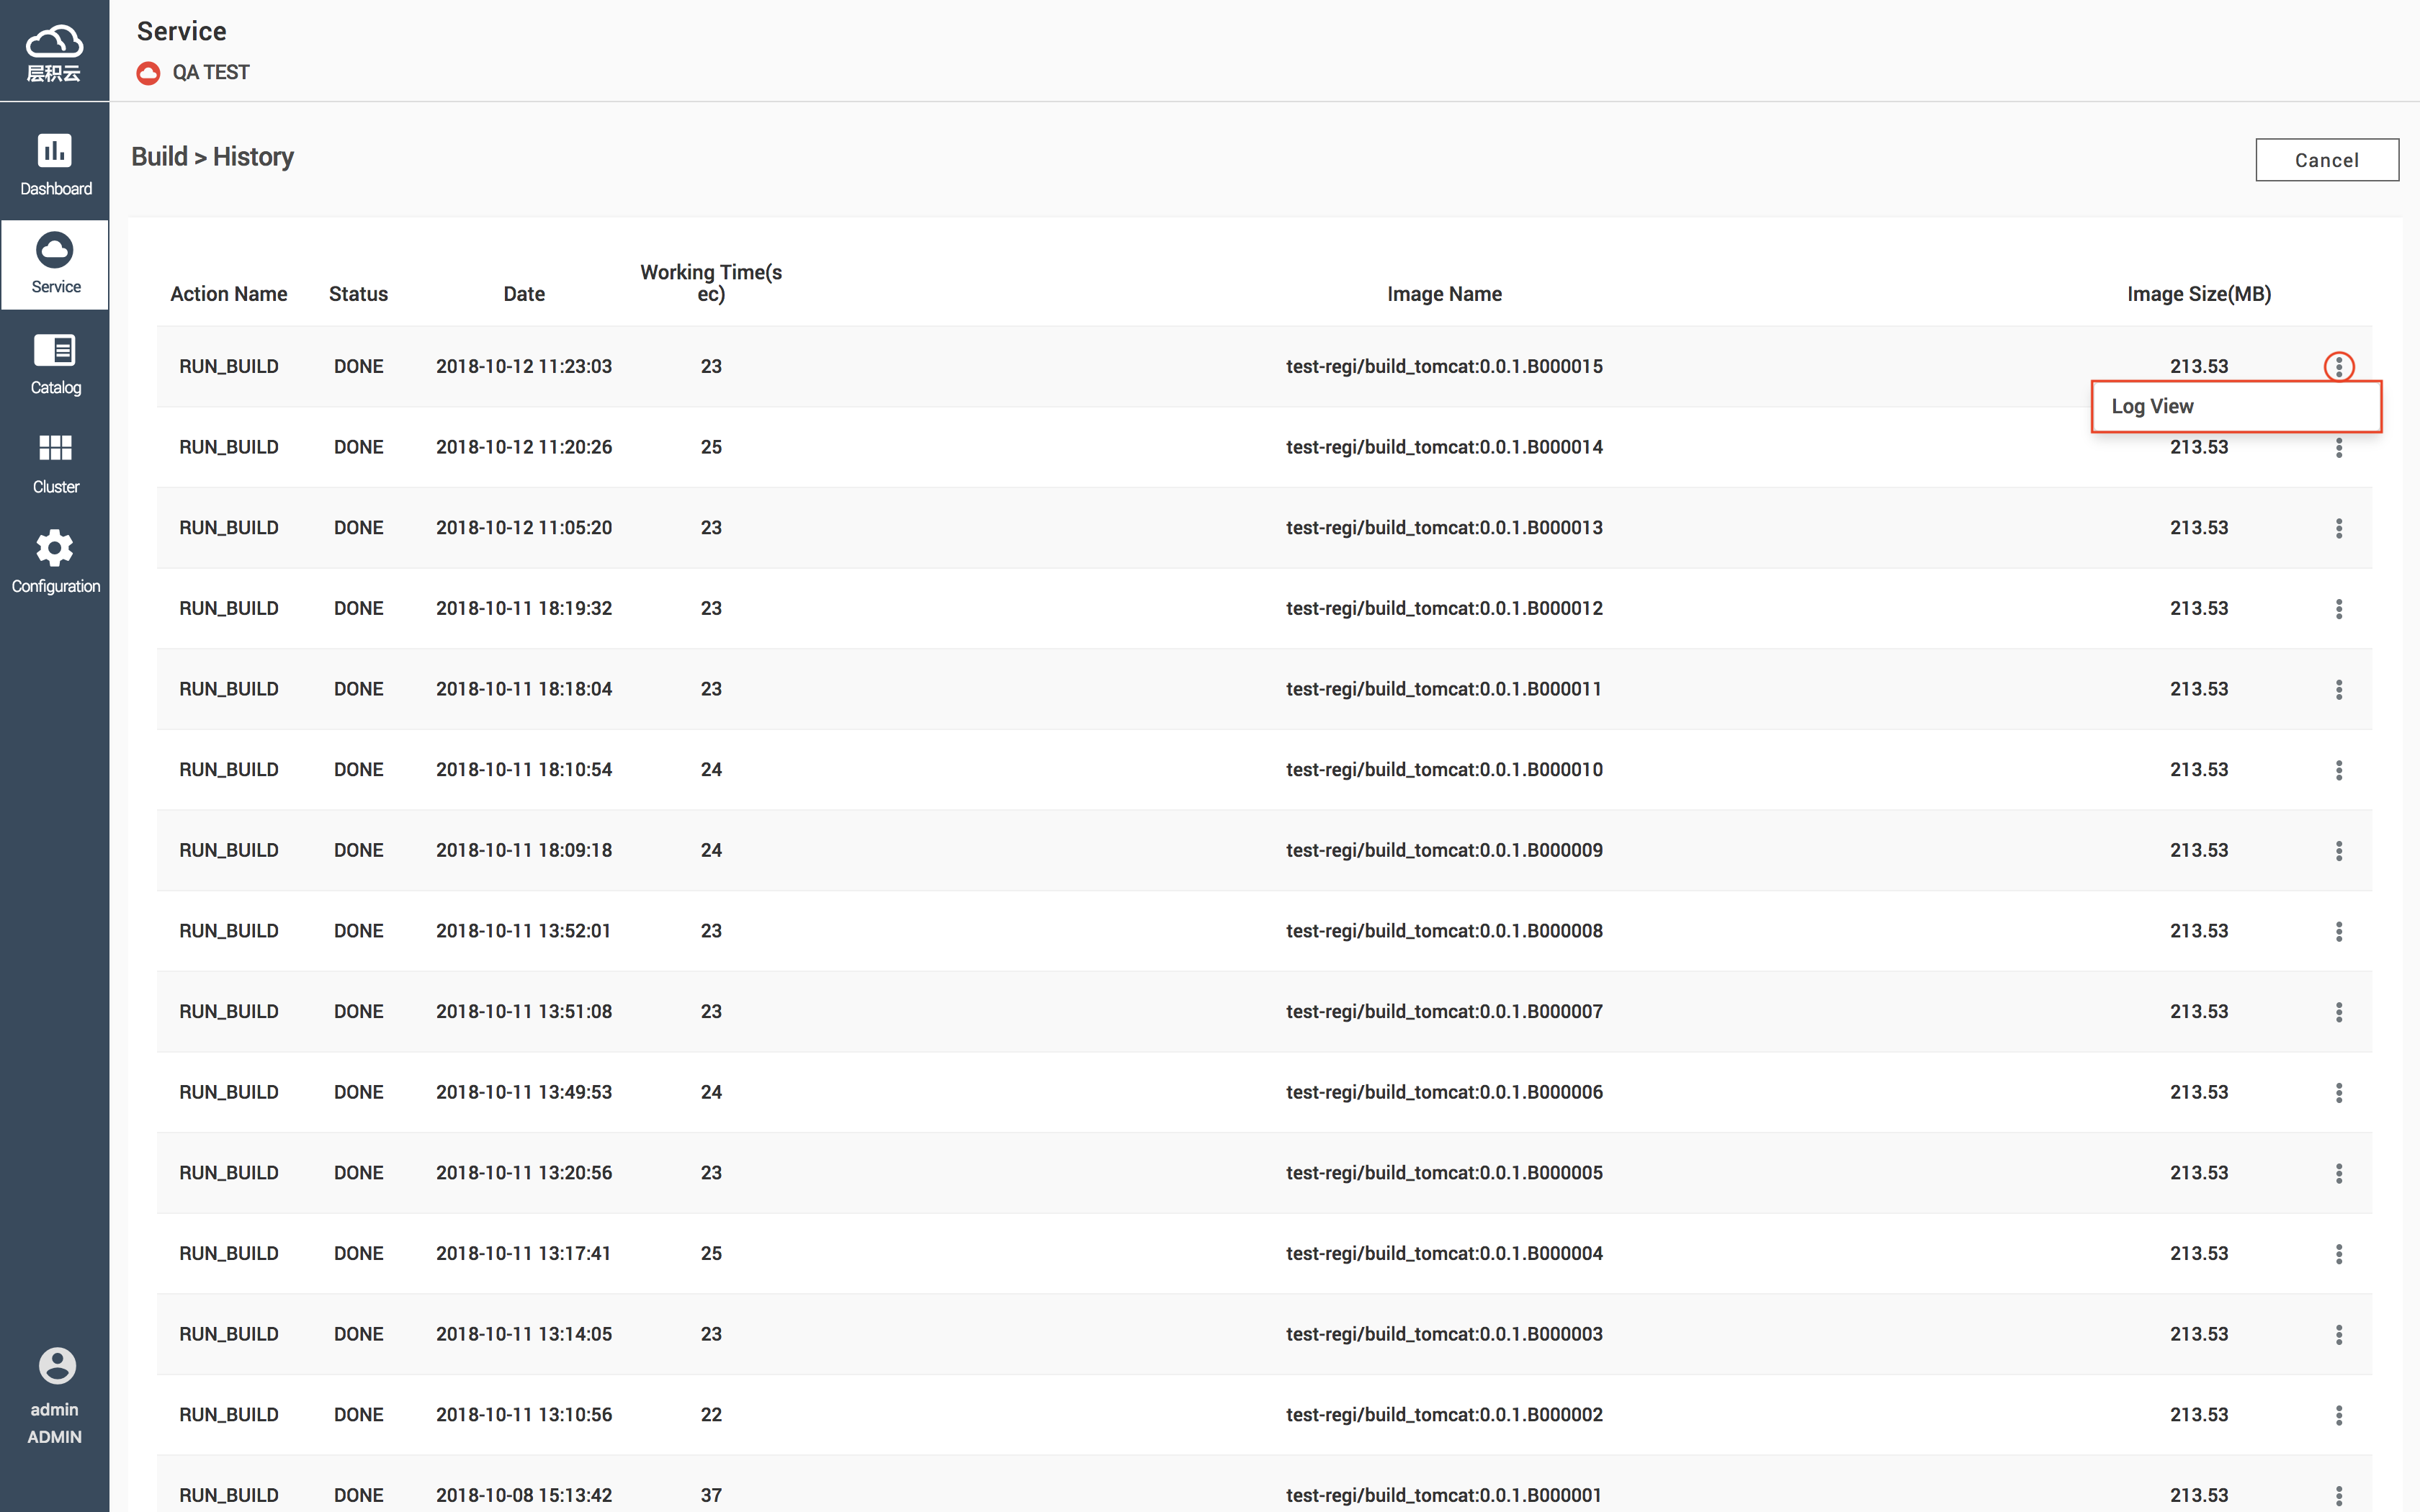 层积云
Service
QA TEST
Dashboard
Service
Catalog
Cluster
Configuration
admin
ADMIN
Build > History
Cancel
Action Name Status Date Working Time(s
ec) Image Name Image Size(MB)
RUN_BUILD DONE 2018-10-12 11:23:03 23 test-regi/build_tomcat:0.0.1.B000015 213.53
Log View
RUN_BUILD DONE 2018-10-12 11:20:26 25 test-regi/build_tomcat:0.0.1.B000014 213.53
RUN_BUILD DONE 2018-10-12 11:05:20 23 test-regi/build_tomcat:0.0.1.B000013 213.53
RUN_BUILD DONE 2018-10-11 18:19:32 23 test-regi/build_tomcat:0.0.1.B000012 213.53
RUN_BUILD DONE 2018-10-11 18:18:04 23 test-regi/build_tomcat:0.0.1.B000011 213.53
RUN_BUILD DONE 2018-10-11 18:10:54 24 test-regi/build_tomcat:0.0.1.B000010 213.53
RUN_BUILD DONE 2018-10-11 18:09:18 24 test-regi/build_tomcat:0.0.1.B000009 213.53
RUN_BUILD DONE 2018-10-11 13:52:01 23 test-regi/build_tomcat:0.0.1.B000008 213.53
RUN_BUILD DONE 2018-10-11 13:51:08 23 test-regi/build_tomcat:0.0.1.B000007 213.53
RUN_BUILD DONE 2018-10-11 13:49:53 24 test-regi/build_tomcat:0.0.1.B000006 213.53
RUN_BUILD DONE 2018-10-11 13:20:56 23 test-regi/build_tomcat:0.0.1.B000005 213.53
RUN_BUILD DONE 2018-10-11 13:17:41 25 test-regi/build_tomcat:0.0.1.B000004 213.53
RUN_BUILD DONE 2018-10-11 13:14:05 23 test-regi/build_tomcat:0.0.1.B000003 213.53
RUN_BUILD DONE 2018-10-11 13:10:56 22 test-regi/build_tomcat:0.0.1.B000002 213.53
RUN_BUILD DONE 2018-10-08 15:13:42 37 test-regi/build_tomcat:0.0.1.B000001 213.53